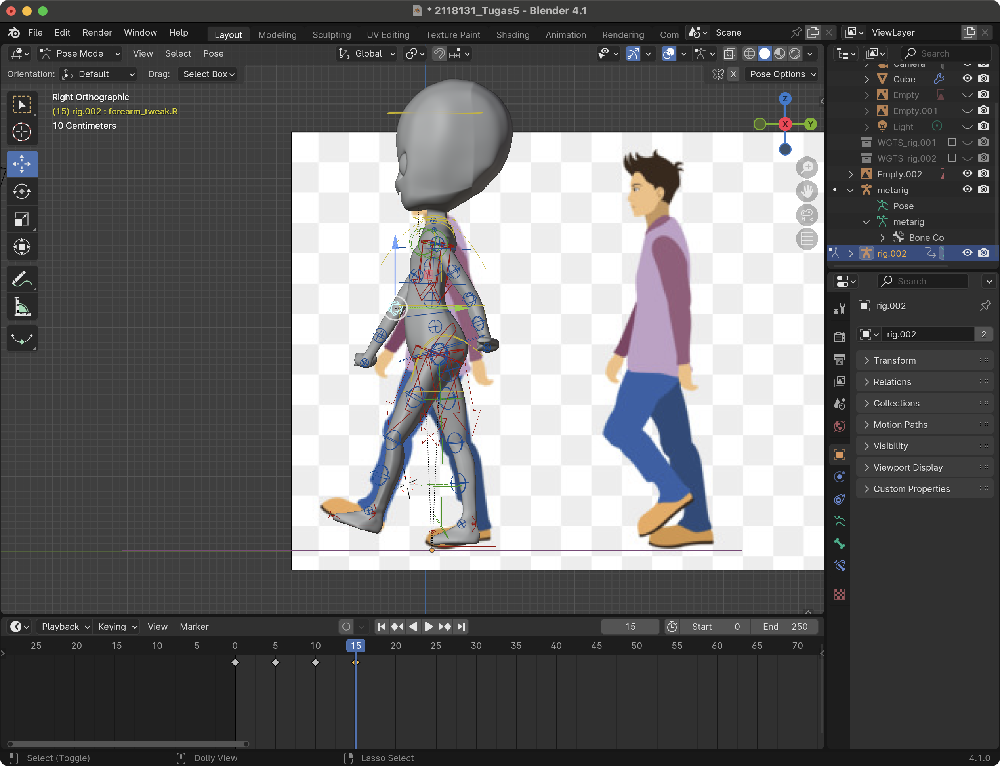 * 2118131_Tugas5 - Blender 4.1
File Edit Render Window Help Layout Modeling Sculpting UV Editing Texture Paint Shading Animation Rendering Com Scene ViewLayer
Pose Mode View Select Pose Global Search
Orientation: Default Drag: Select Box X Pose Options
Right Orthographic
(15) rig.002 : forearm_tweak.R
10 Centimeters
Z
X Y
Camera
Cube
Empty
Empty.001
Light
WGTS_rig.001
WGTS_rig.002
Empty.002
metarig
Pose
metarig
Bone Co
rig.002
Search
rig.002
rig.002 2
Transform
Relations
Collections
Motion Paths
Visibility
Viewport Display
Custom Properties
Playback Keying View Marker 15 Start 0 End 250
-25 -20 -15 -10 -5 0 5 10 15 20 25 30 35 40 45 50 55 60 65 70
Select (Toggle) Dolly View Lasso Select 4.1.0